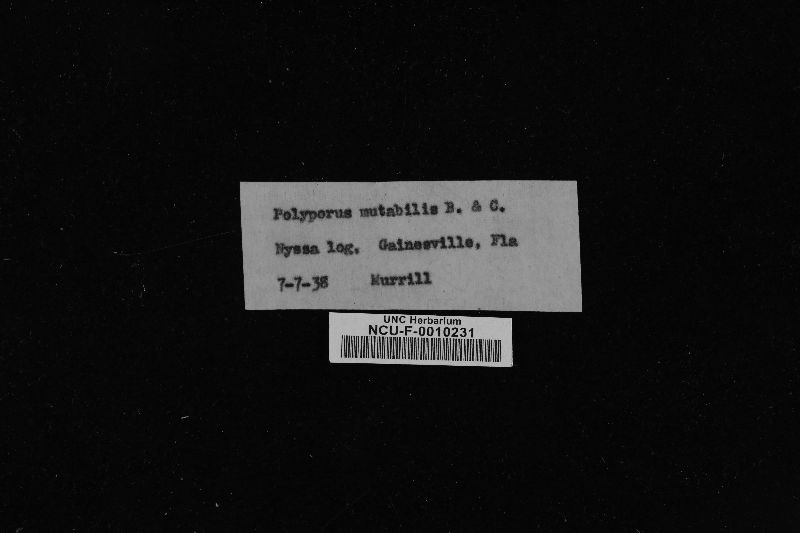 Polyporus mutabilis B. & C.
Nyssa log. Gainesville, Fla
7-7-38 Murrill
UNC Herbarium
NCU-F-0010231